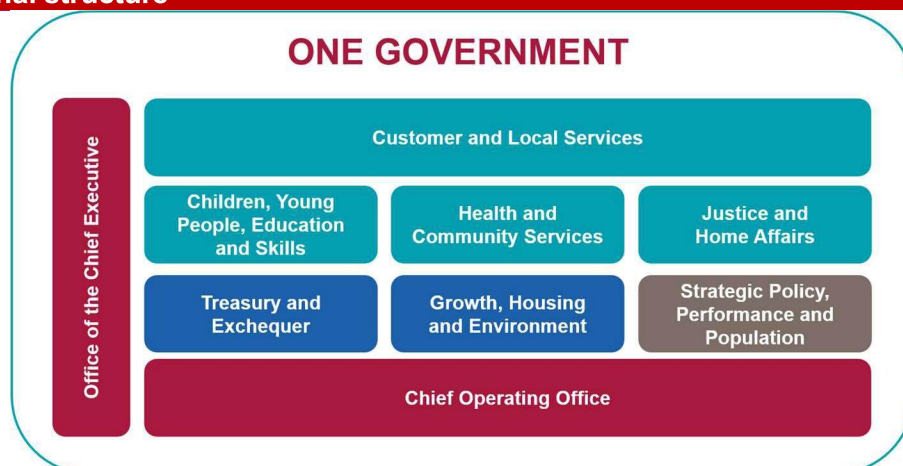 nal structure
ONE GOVERNMENT
Office of the Chief Executive
Customer and Local Services
Children, Young
People, Education
and Skills
Health and
Community Services
Justice and
Home Affairs
Treasury and
Exchequer
Growth, Housing
and Environment
Strategic Policy,
Performance and
Population
Chief Operating Office